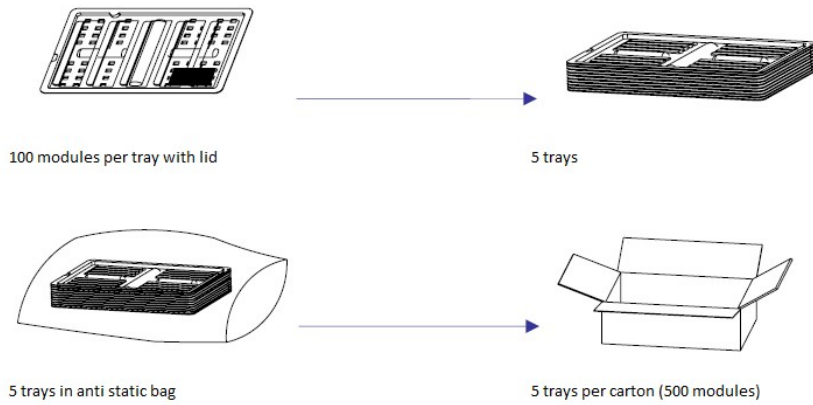 100 modules per tray with lid
5 trays
5 trays in anti static bag
5 trays per carton (500 modules)